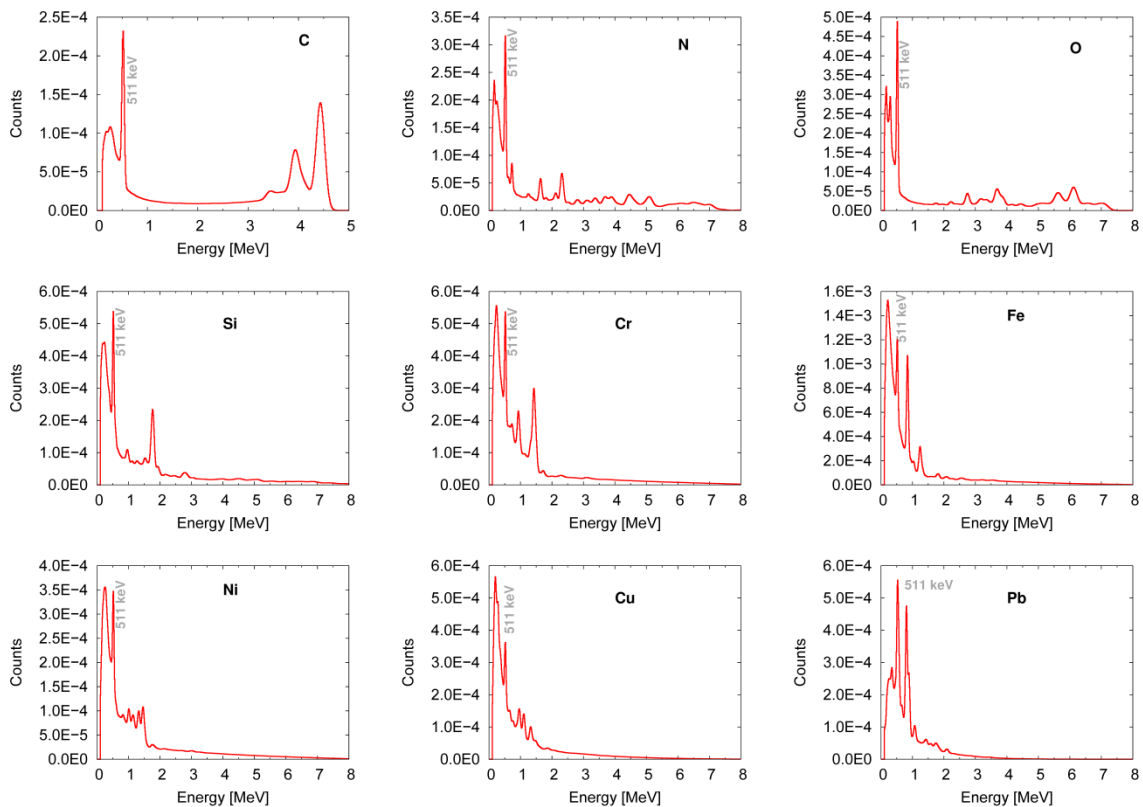 2.5E-4
2.0E-4
1.5E-4
1.0E-4
5.0E-5
0.0E0
Counts
C
511 keV
0 1 2 3 4 5
Energy [MeV]
3.5E-4
3.0E-4
2.5E-4
2.0E-4
1.5E-4
1.0E-4
5.0E-5
0.0E0
Counts
N
511 keV
0 1 2 3 4 5 6 7 8
Energy [MeV]
5.0E-4
4.5E-4
4.0E-4
3.5E-4
3.0E-4
2.5E-4
2.0E-4
1.5E-4
1.0E-4
5.0E-5
0.0E0
Counts
O
511 keV
0 1 2 3 4 5 6 7 8
Energy [MeV]
6.0E-4
5.0E-4
4.0E-4
3.0E-4
2.0E-4
1.0E-4
0.0E0
Counts
Si
511 keV
0 1 2 3 4 5 6 7 8
Energy [MeV]
6.0E-4
5.0E-4
4.0E-4
3.0E-4
2.0E-4
1.0E-4
0.0E0
Counts
Cr
511 keV
0 1 2 3 4 5 6 7 8
Energy [MeV]
1.6E-3
1.4E-3
1.2E-3
1.0E-3
8.0E-4
6.0E-4
4.0E-4
2.0E-4
0.0E0
Counts
Fe
511 keV
0 1 2 3 4 5 6 7 8
Energy [MeV]
4.0E-4
3.5E-4
3.0E-4
2.5E-4
2.0E-4
1.5E-4
1.0E-4
5.0E-5
0.0E0
Counts
Ni
511 keV
0 1 2 3 4 5 6 7 8
Energy [MeV]
6.0E-4
5.0E-4
4.0E-4
3.0E-4
2.0E-4
1.0E-4
0.0E0
Counts
Cu
511 keV
0 1 2 3 4 5 6 7 8
Energy [MeV]
6.0E-4
5.0E-4
4.0E-4
3.0E-4
2.0E-4
1.0E-4
0.0E0
Counts
Pb
511 keV
0 1 2 3 4 5 6 7 8
Energy [MeV]